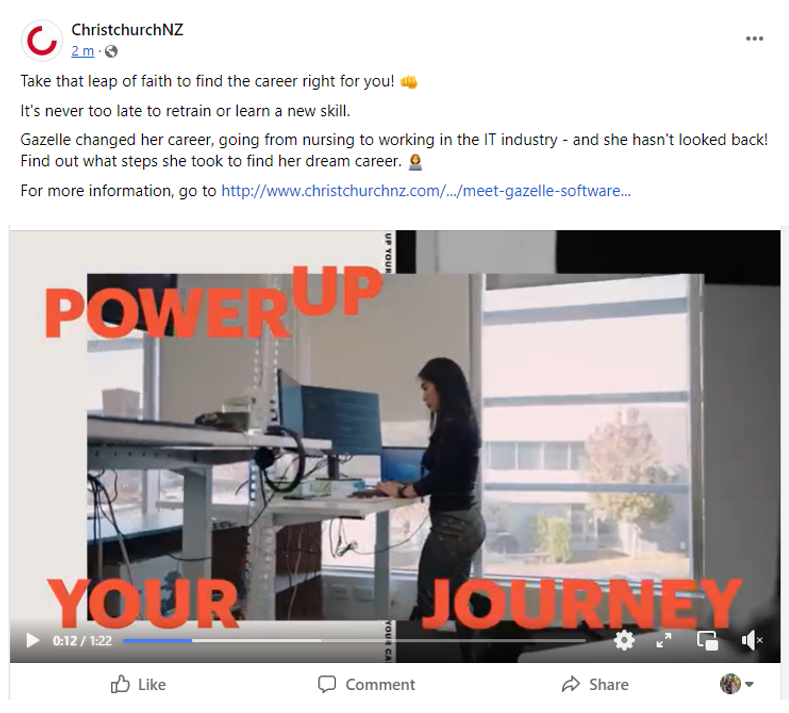 ChristchurchNZ
2 m ·
Take that leap of faith to find the career right for you! 👊
It's never too late to retrain or learn a new skill.
Gazelle changed her career, going from nursing to working in the IT industry - and she hasn't looked back!
Find out what steps she took to find her dream career. 👩‍💻
For more information, go to http://www.christchurchnz.com/.../meet-gazelle-software...
UP YOUR
POWER UP
YOUR JOURNEY
YOUR CA
0:12 / 1:22
Like Comment Share